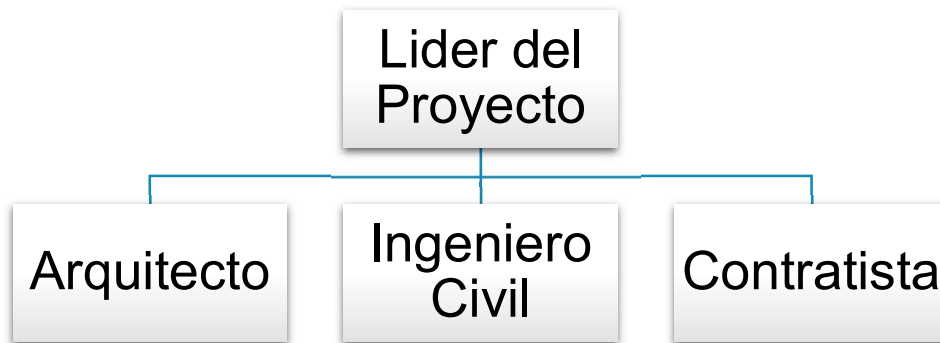 Lider del
Proyecto
Arquitecto
Ingeniero
Civil
Contratista